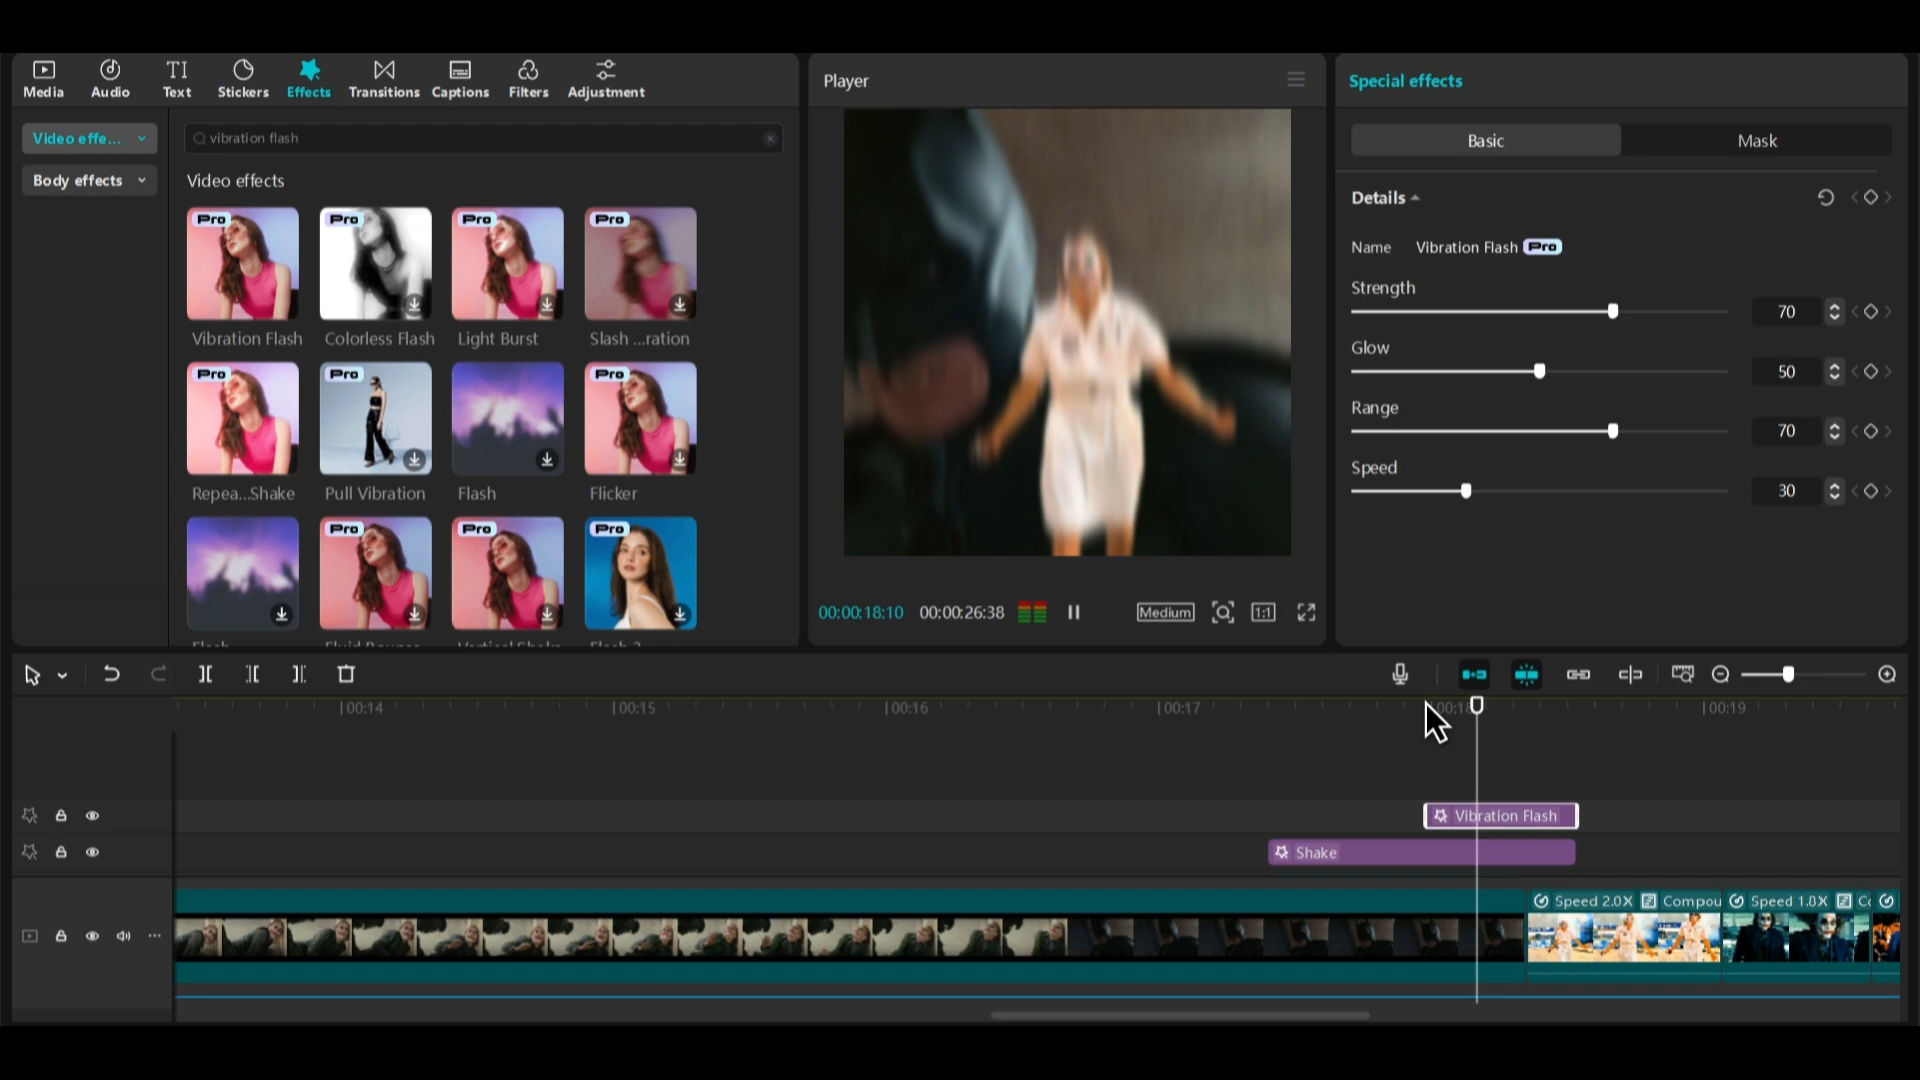 Media Audio Text Stickers Effects Transitions Captions Filters Adjustment
Video effe...
Body effects
vibration flash
Video effects
Pro Pro Pro Pro
Vibration Flash Colorless Flash Light Burst Slash ...ration
Pro Pro Pro
Repea...Shake Pull Vibration Flash Flicker
Pro Pro Pro
Player
00:00:18:10 00:00:26:38 Medium 1:1
Special effects
Basic Mask
Details
Name Vibration Flash Pro
Strength
70
Glow
50
Range
70
Speed
30
00:14 00:15 00:16 00:17 00:18 00:19
Vibration Flash
Shake
Speed 2.0X Compou Speed 1.8X Co